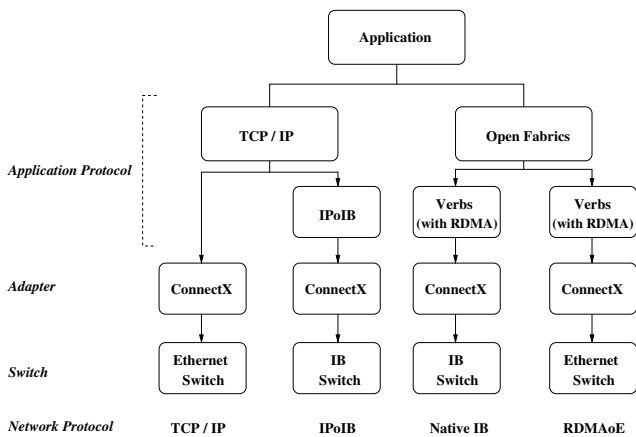 Application
TCP / IP
Open Fabrics
Application Protocol
IPoIB
Verbs
(with RDMA)
Verbs
(with RDMA)
Adapter
ConnectX
ConnectX
ConnectX
ConnectX
Switch
Ethernet
Switch
IB
Switch
IB
Switch
Ethernet
Switch
Network Protocol
TCP / IP
IPoIB
Native IB
RDMAoE